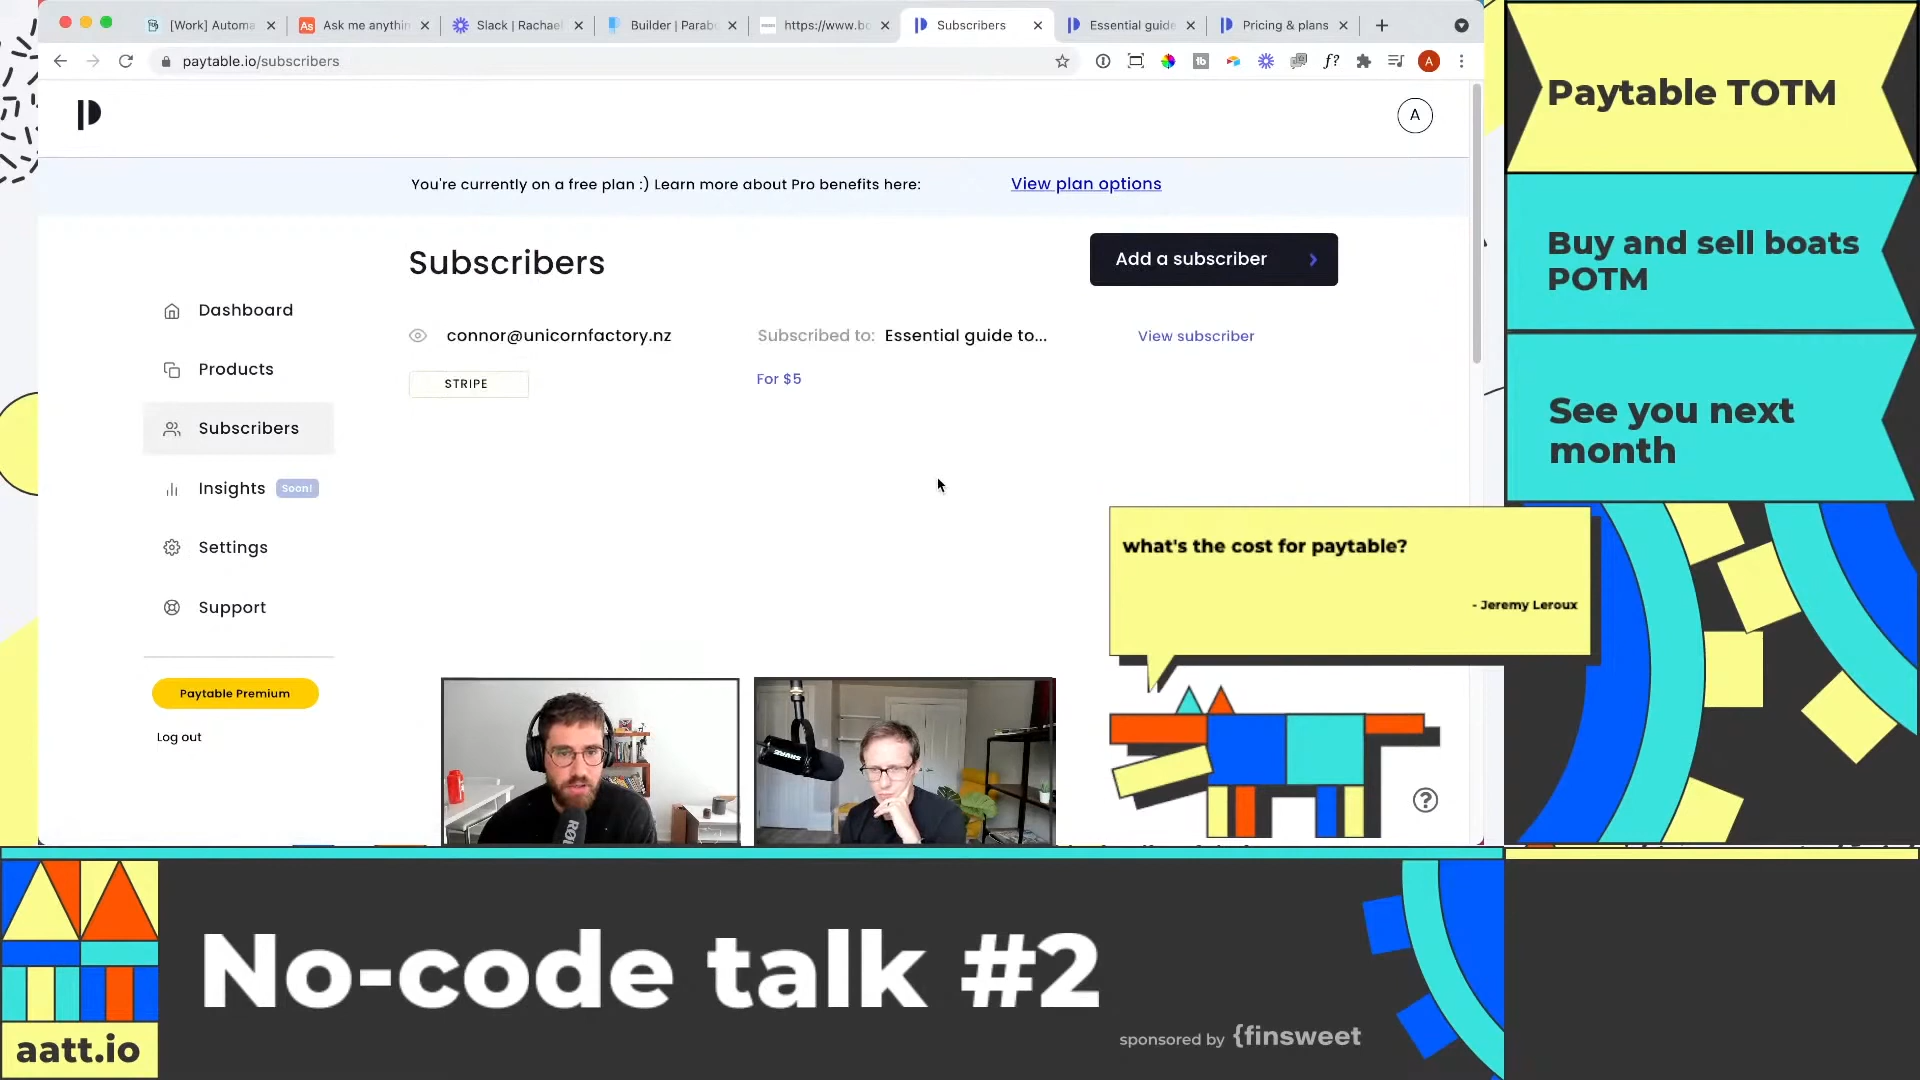 [Work] Automa
Ask me anythin
Slack | Rachael
Builder | Parabo
https://www.bo
Subscribers
Essential guide
Pricing & plans
paytable.io/subscribers
A
You're currently on a free plan :) Learn more about Pro benefits here: View plan options
Subscribers
Add a subscriber
connor@unicornfactory.nz
Subscribed to: Essential guide to...
View subscriber
STRIPE
For $5
Dashboard
Products
Subscribers
Insights Soon!
Settings
Support
Paytable Premium
Log out
what's the cost for paytable?
- Jeremy Leroux
Paytable TOTM
Buy and sell boats
POTM
See you next
month
No-code talk #2
sponsored by {finsweet
aatt.io